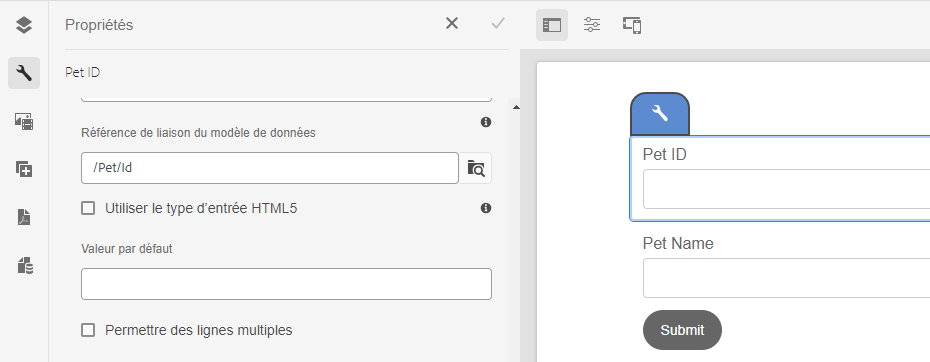 Propriétés
Pet ID
Référence de liaison du modèle de données
/Pet/Id
Utiliser le type d'entrée HTML5
Valeur par défaut
Permettre des lignes multiples
Pet ID
Pet Name
Submit